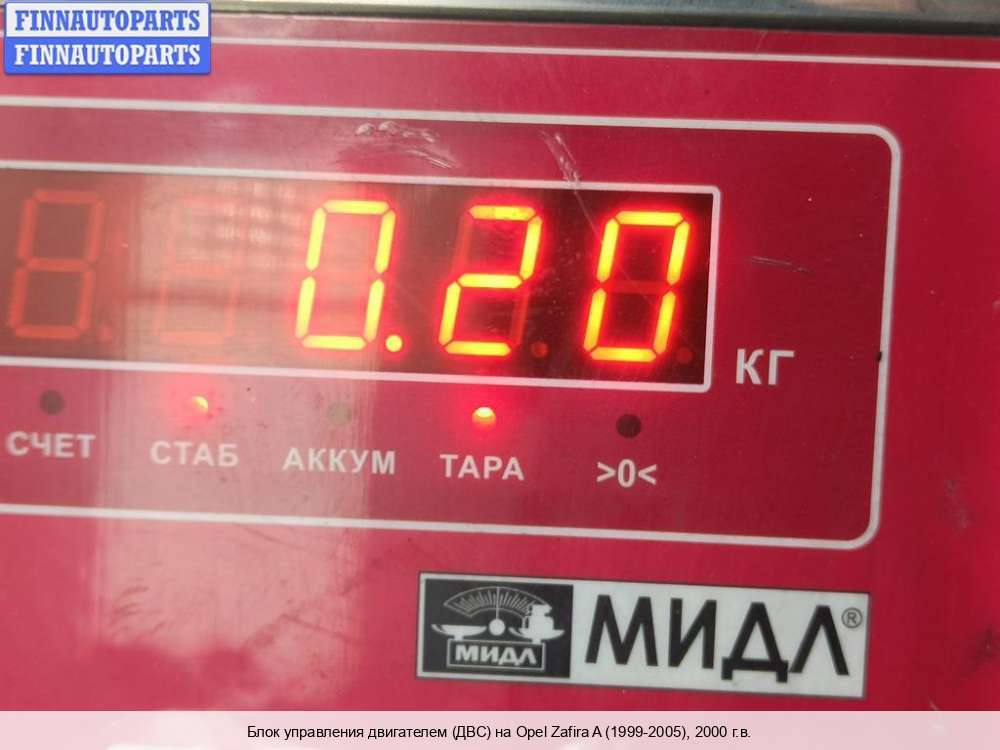 FINNAUTOPARTS
FINNAUTOPARTS
0.20
КГ
СЧЕТ СТАБ АККУМ ТАРА >0<
МИДЛ МИДЛ®
Блок управления двигателем (ДВС) на Opel Zafira A (1999-2005), 2000 г.в.